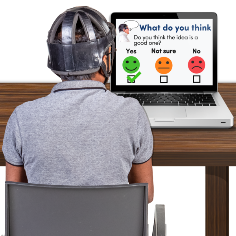 What do you think
Do you think the idea is a
good one?
Yes Not sure No